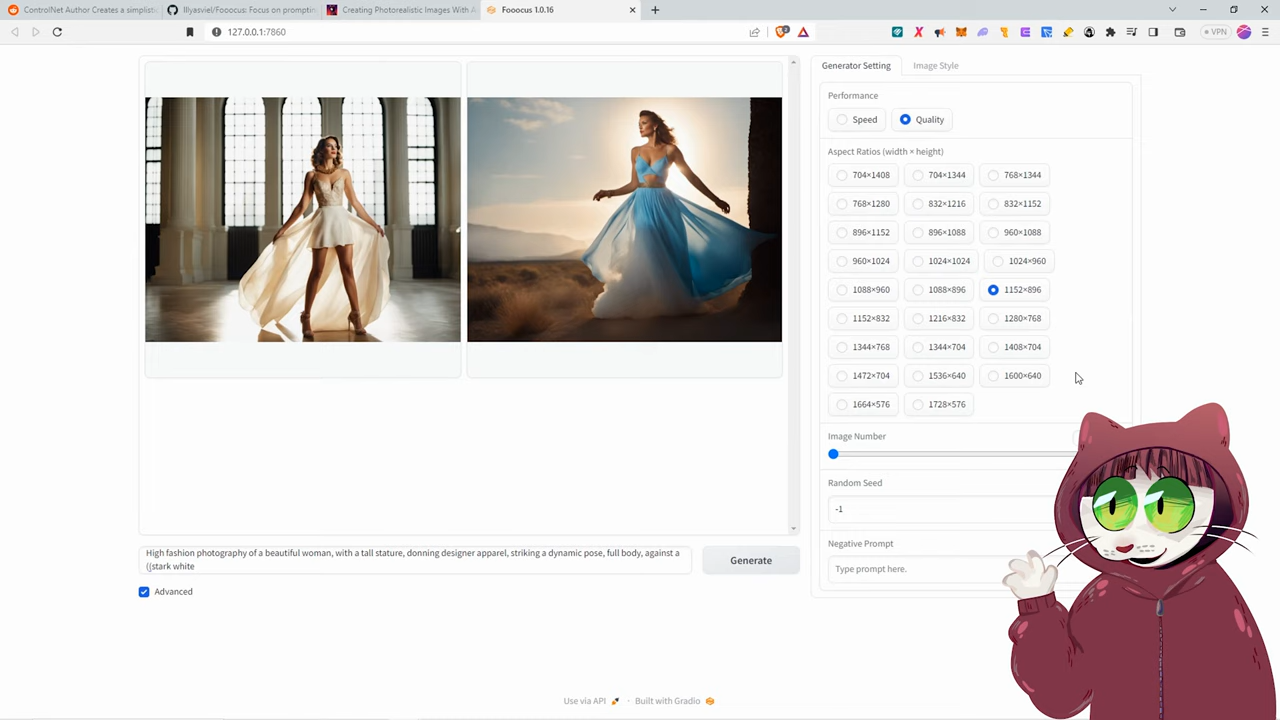 ControlNet Author Creates a simplisti
lllyasviel/Fooocus: Focus on promptin
Creating Photorealistic Images With A
Fooocus 1.0.16
127.0.0.1:7860
VPN
Generator Setting
Image Style
Performance
Speed
Quality
Aspect Ratios (width × height)
704×1408 704×1344 768×1344
768×1280 832×1216 832×1152
896×1152 896×1088 960×1088
960×1024 1024×1024 1024×960
1088×960 1088×896 1152×896
1152×832 1216×832 1280×768
1344×768 1344×704 1408×704
1472×704 1536×640 1600×640
1664×576 1728×576
Image Number
Random Seed
-1
Negative Prompt
Type prompt here.
High fashion photography of a beautiful woman, with a tall stature, donning designer apparel, striking a dynamic pose, full body, against a
((stark white
Generate
Advanced
Use via API · Built with Gradio